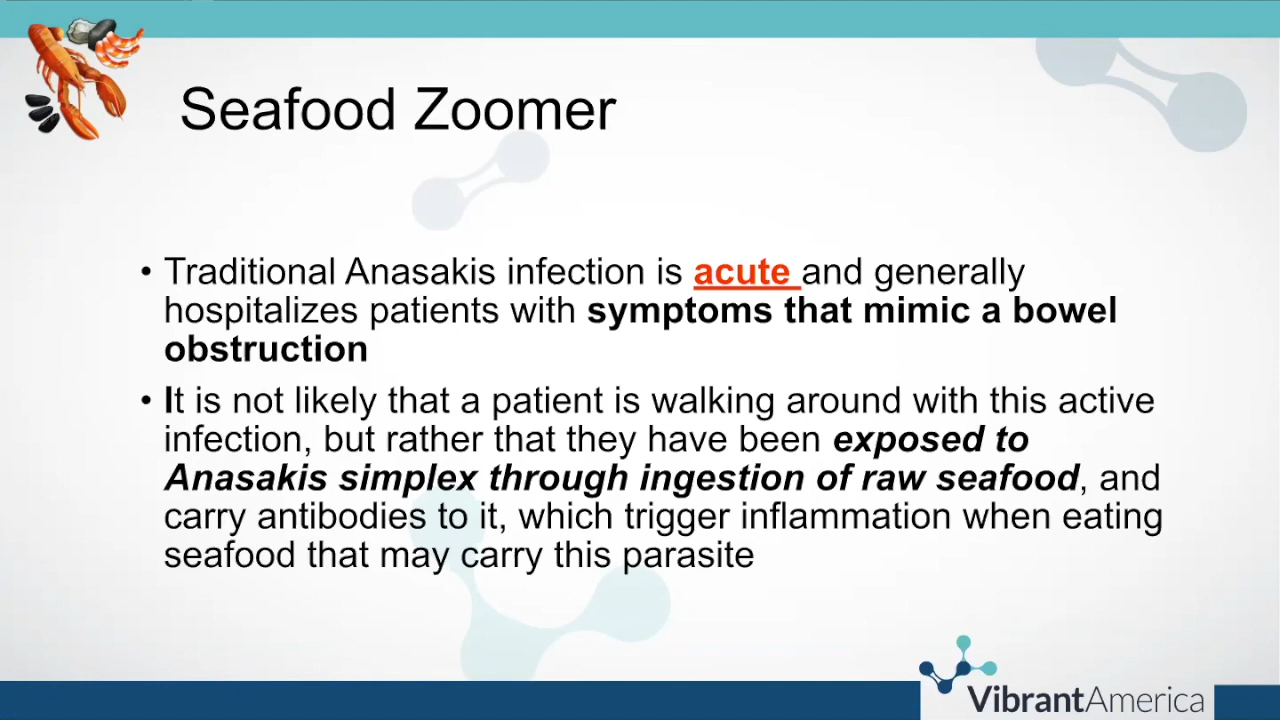 Seafood Zoomer
• Traditional Anasakis infection is acute and generally
hospitalizes patients with symptoms that mimic a bowel
obstruction
• It is not likely that a patient is walking around with this active
infection, but rather that they have been exposed to
Anasakis simplex through ingestion of raw seafood, and
carry antibodies to it, which trigger inflammation when eating
seafood that may carry this parasite
VibrantAmerica